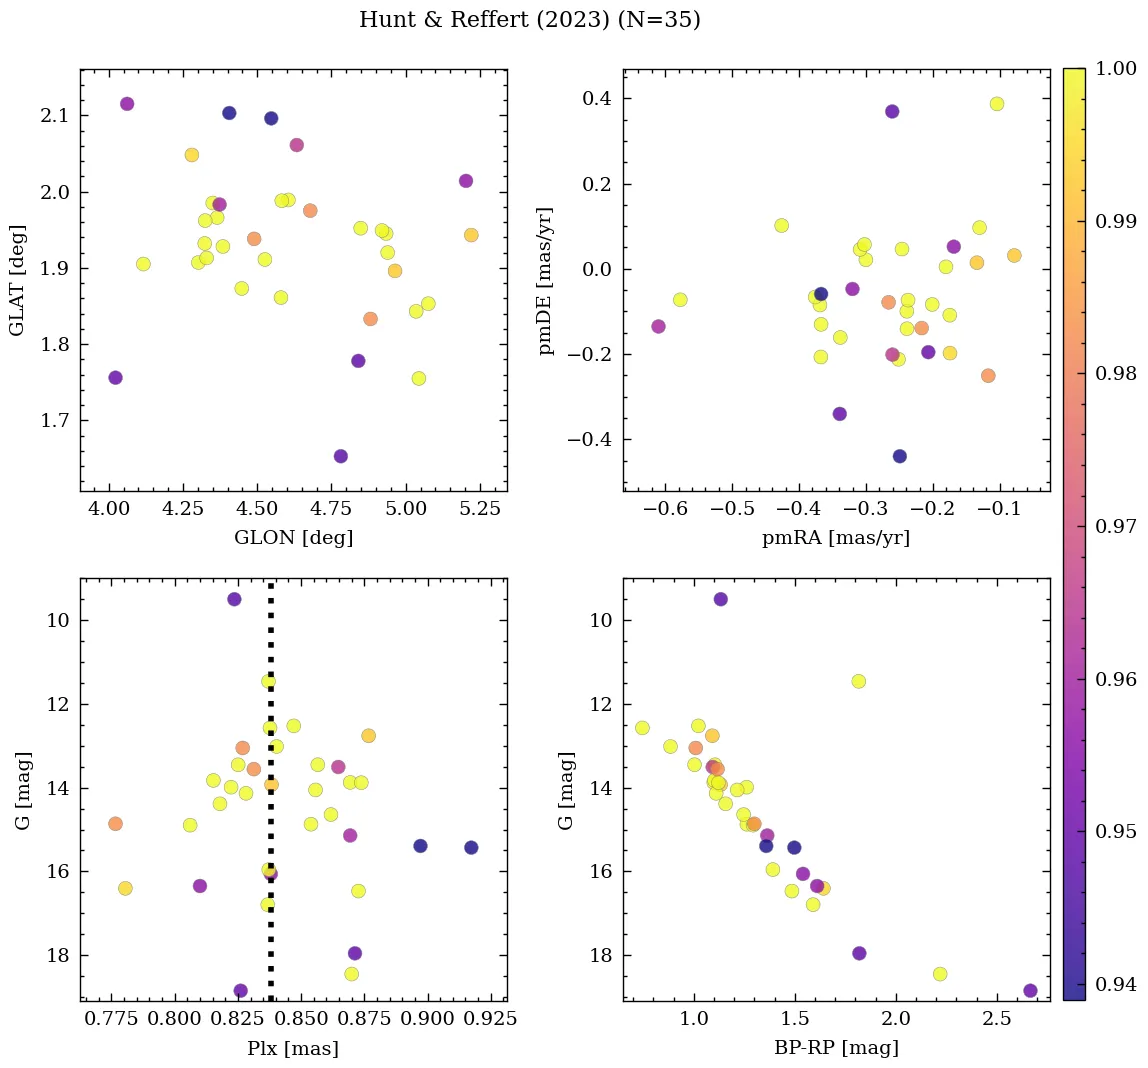 Hunt & Reffert (2023) (N=35)
2.1
2.0
1.9
1.8
1.7
GLAT [deg]
4.00 4.25 4.50 4.75 5.00 5.25
GLON [deg]
0.4
0.2
0.0
−0.2
−0.4
pmDE [mas/yr]
−0.6 −0.5 −0.4 −0.3 −0.2 −0.1
pmRA [mas/yr]
10
12
14
16
18
G [mag]
0.775 0.800 0.825 0.850 0.875 0.900 0.925
Plx [mas]
10
12
14
16
18
G [mag]
1.0 1.5 2.0 2.5
BP-RP [mag]
1.00
0.99
0.98
0.97
0.96
0.95
0.94